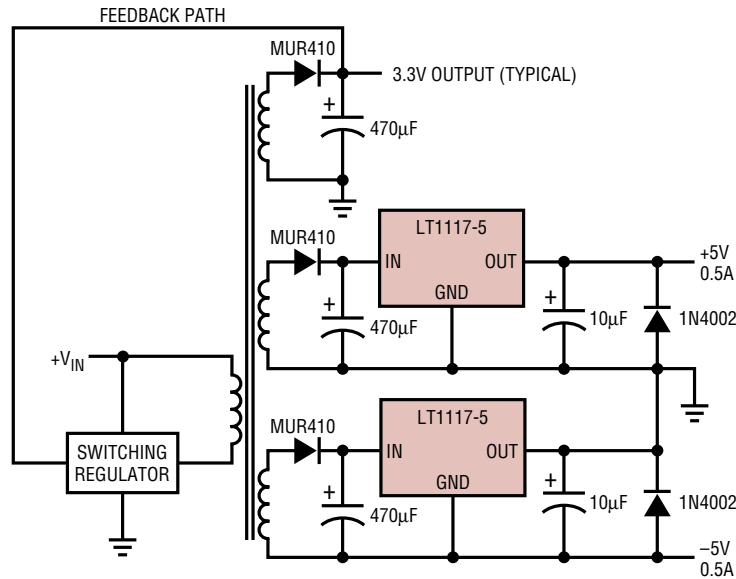 FEEDBACK PATH
MUR410
3.3V OUTPUT (TYPICAL)
+
470µF
MUR410
LT1117-5
IN
OUT
GND
+5V
0.5A
+
470µF
+
10µF
1N4002
+VIN
SWITCHING
REGULATOR
MUR410
LT1117-5
IN
OUT
GND
+
470µF
+
10µF
1N4002
–5V
0.5A